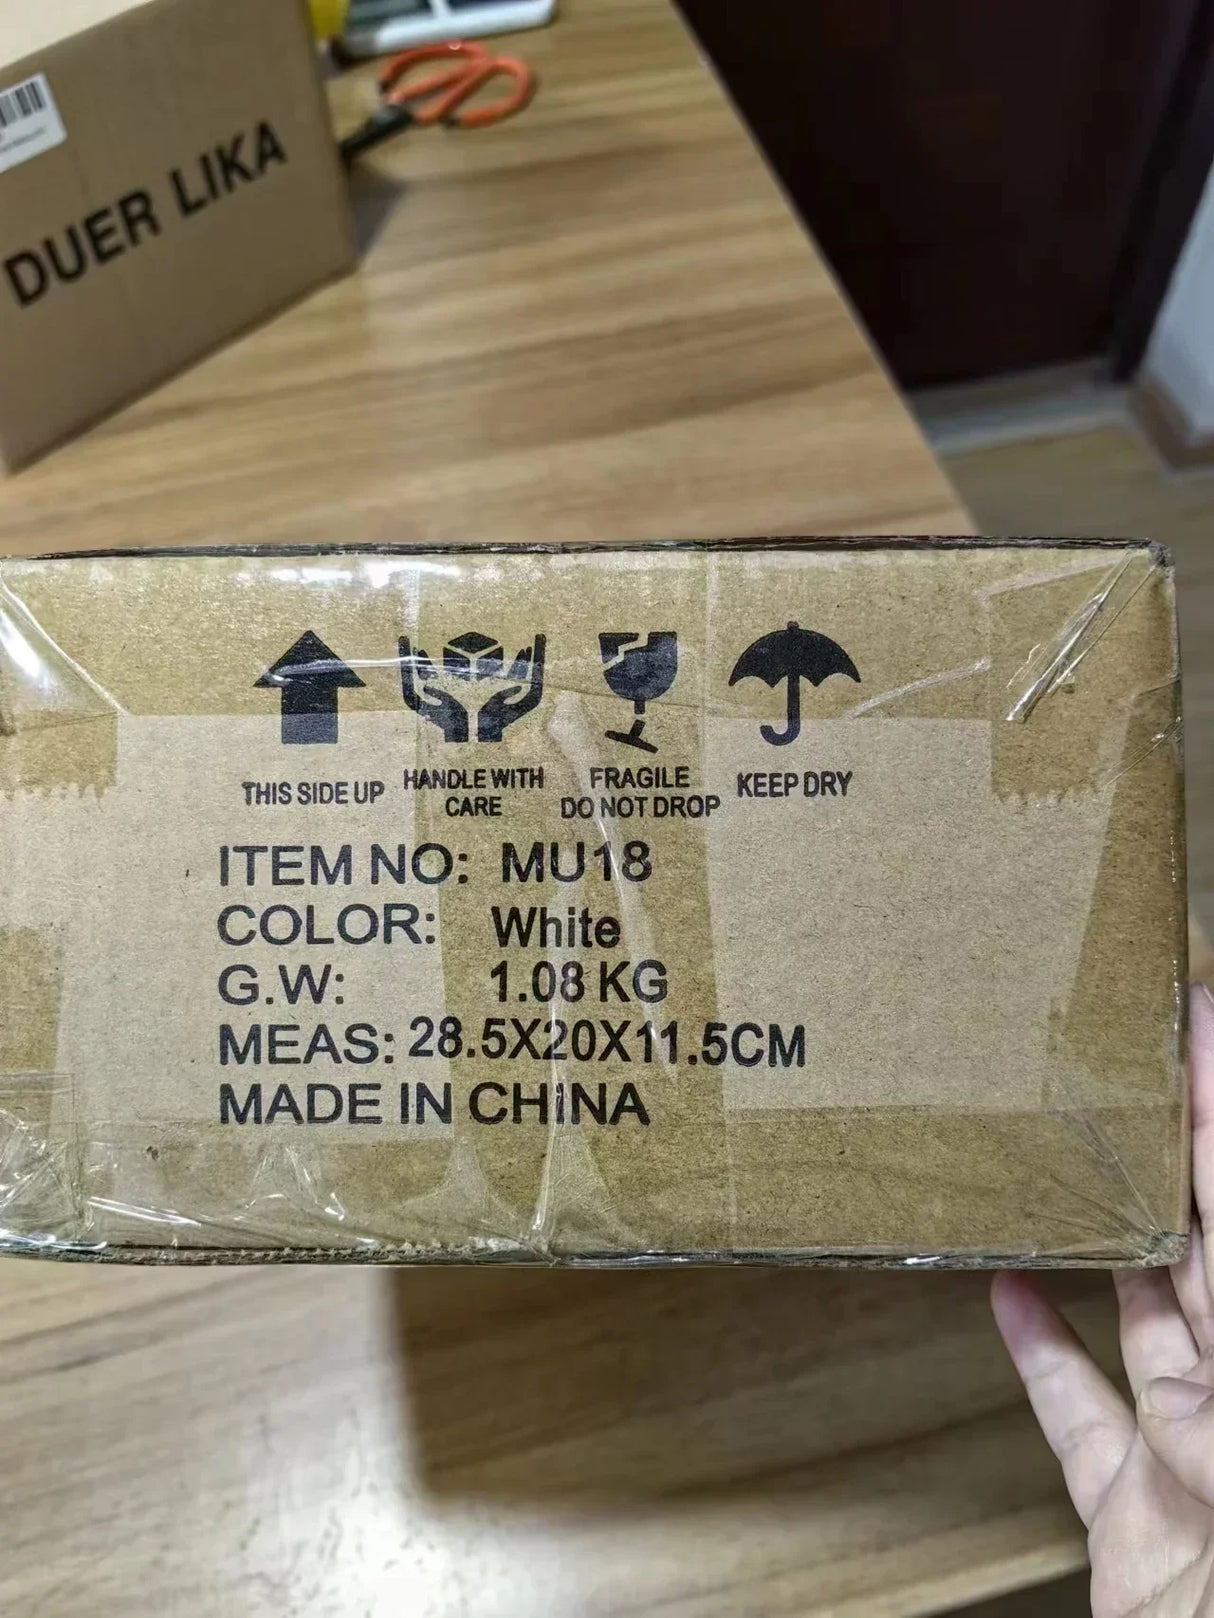 DUER LIKA
THIS SIDE UP
HANDLE WITH
CARE
FRAGILE
DO NOT DROP
KEEP DRY
ITEM NO: MU18
COLOR: White
G.W: 1.08 KG
MEAS: 28.5X20X11.5CM
MADE IN CHINA